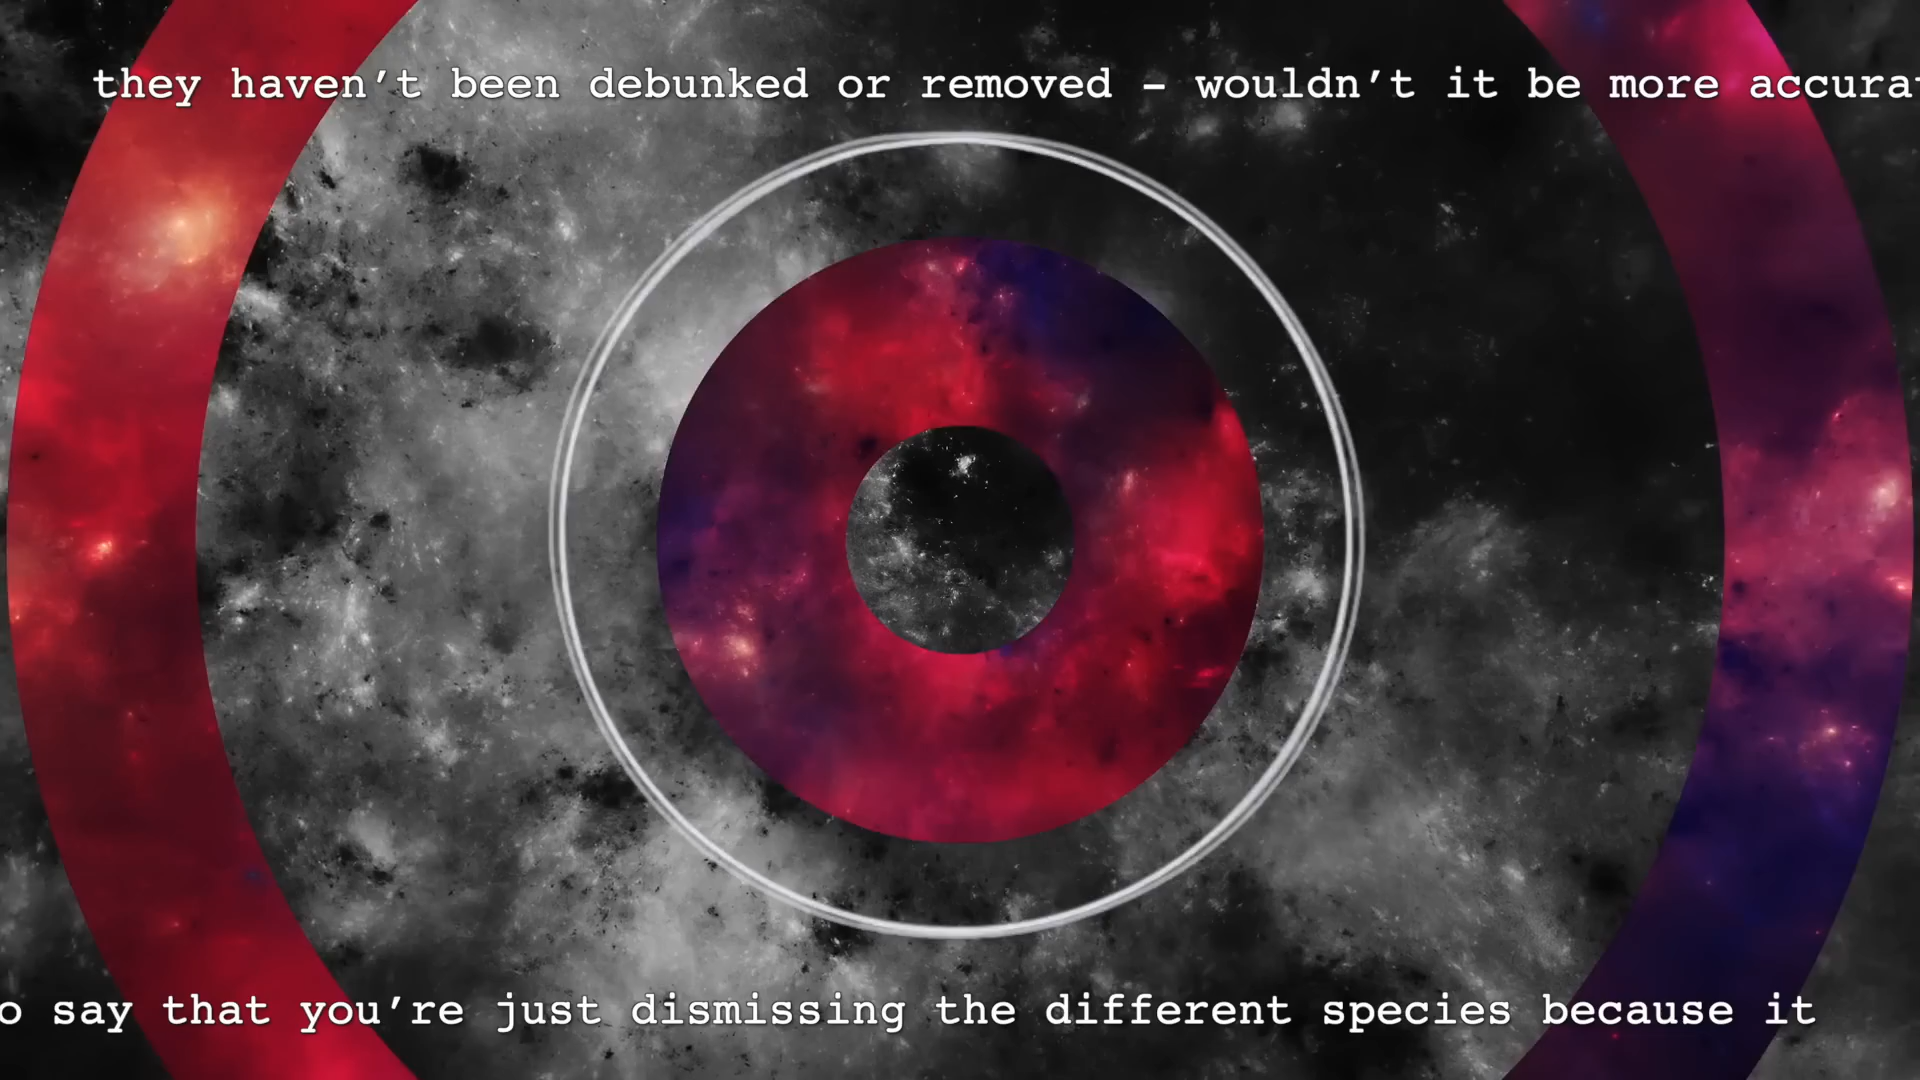 they haven’t been debunked or removed – wouldn’t it be more accura
o say that you’re just dismissing the different species because it